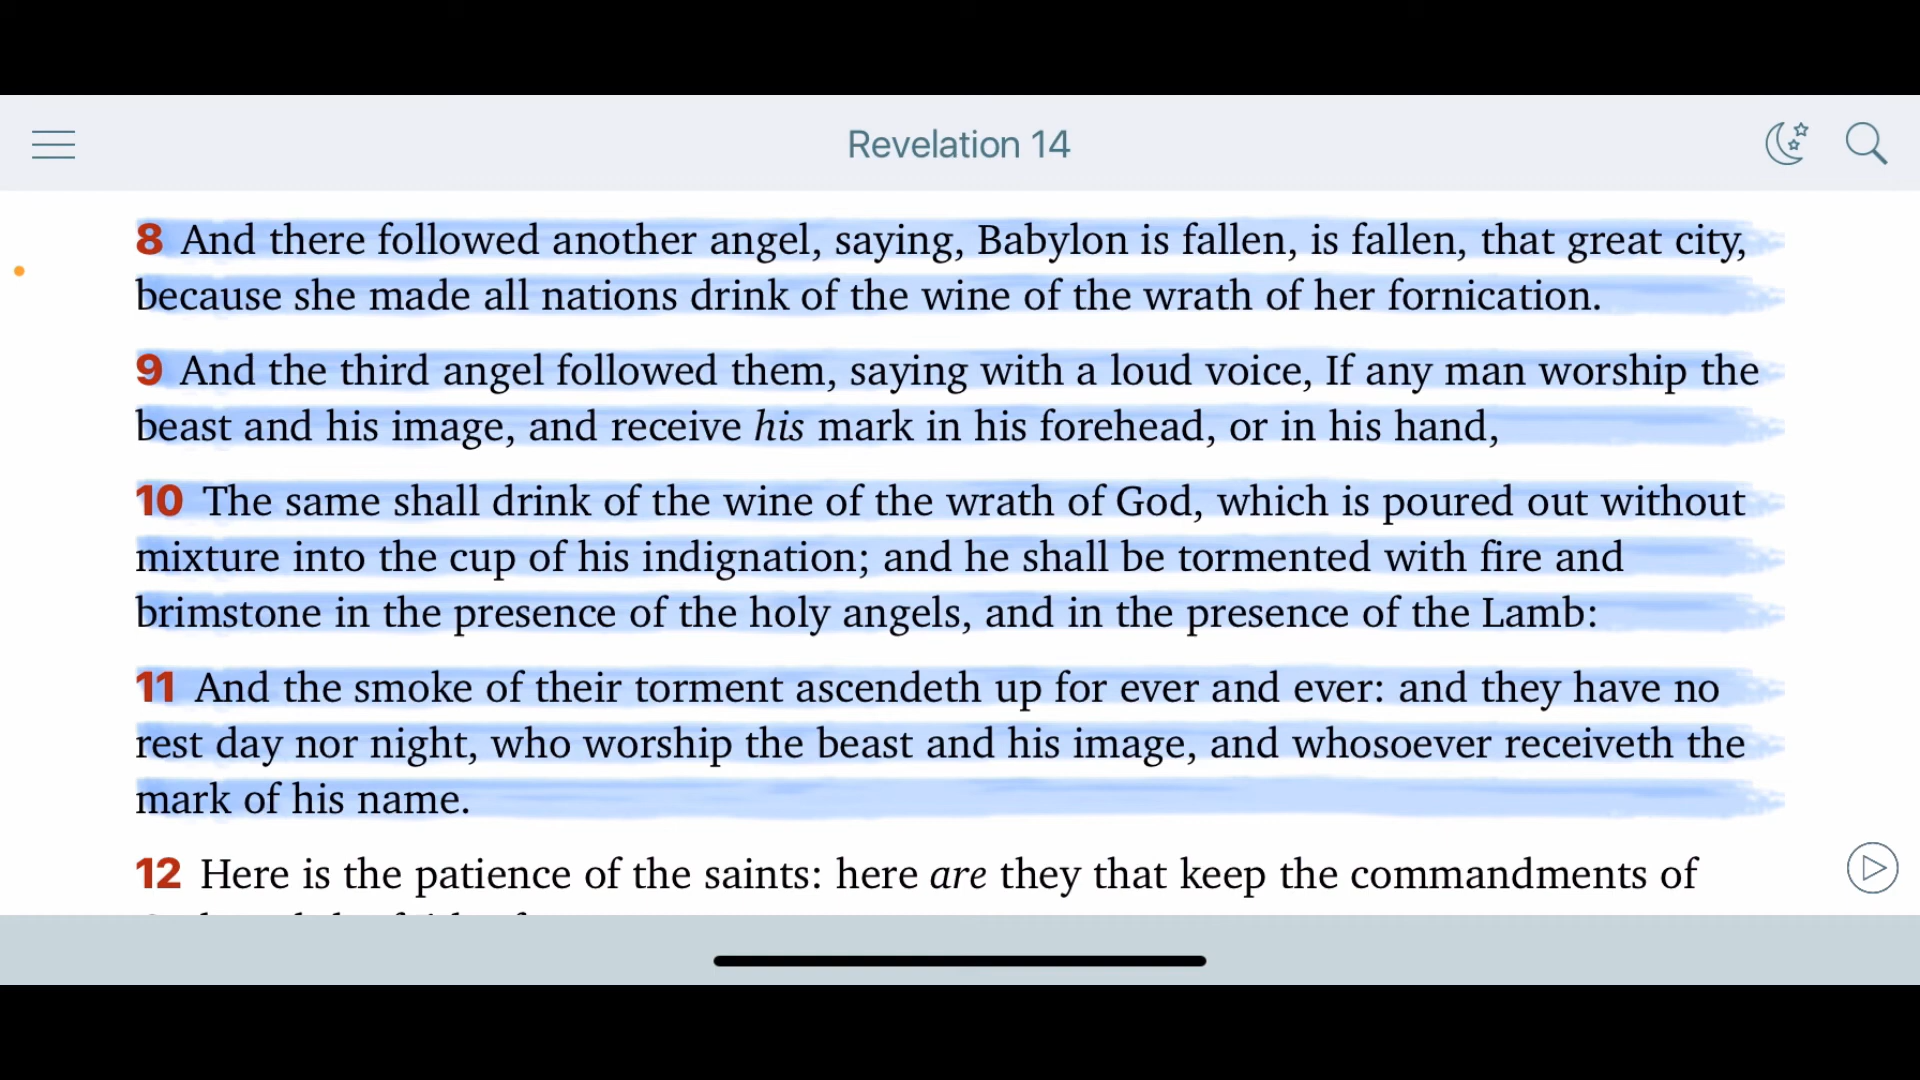 Revelation 14
8 And there followed another angel, saying, Babylon is fallen, is fallen, that great city,
because she made all nations drink of the wine of the wrath of her fornication.
9 And the third angel followed them, saying with a loud voice, If any man worship the
beast and his image, and receive his mark in his forehead, or in his hand,
10 The same shall drink of the wine of the wrath of God, which is poured out without
mixture into the cup of his indignation; and he shall be tormented with fire and
brimstone in the presence of the holy angels, and in the presence of the Lamb:
11 And the smoke of their torment ascendeth up for ever and ever: and they have no
rest day nor night, who worship the beast and his image, and whosoever receiveth the
mark of his name.
12 Here is the patience of the saints: here are they that keep the commandments of